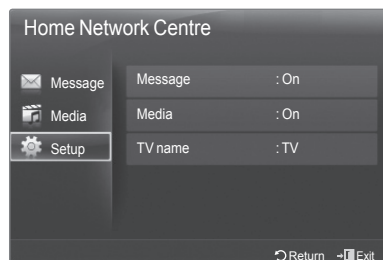 Home Network Centre
Message
Media
Setup
Message : On
Media : On
TV name : TV
Return Exit